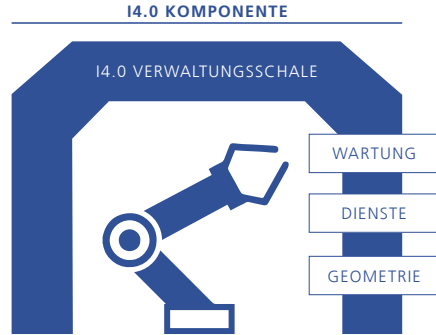 I4.0 KOMPONENTE
I4.0 VERWALTUNGSSCHALE
WARTUNG
DIENSTE
GEOMETRIE